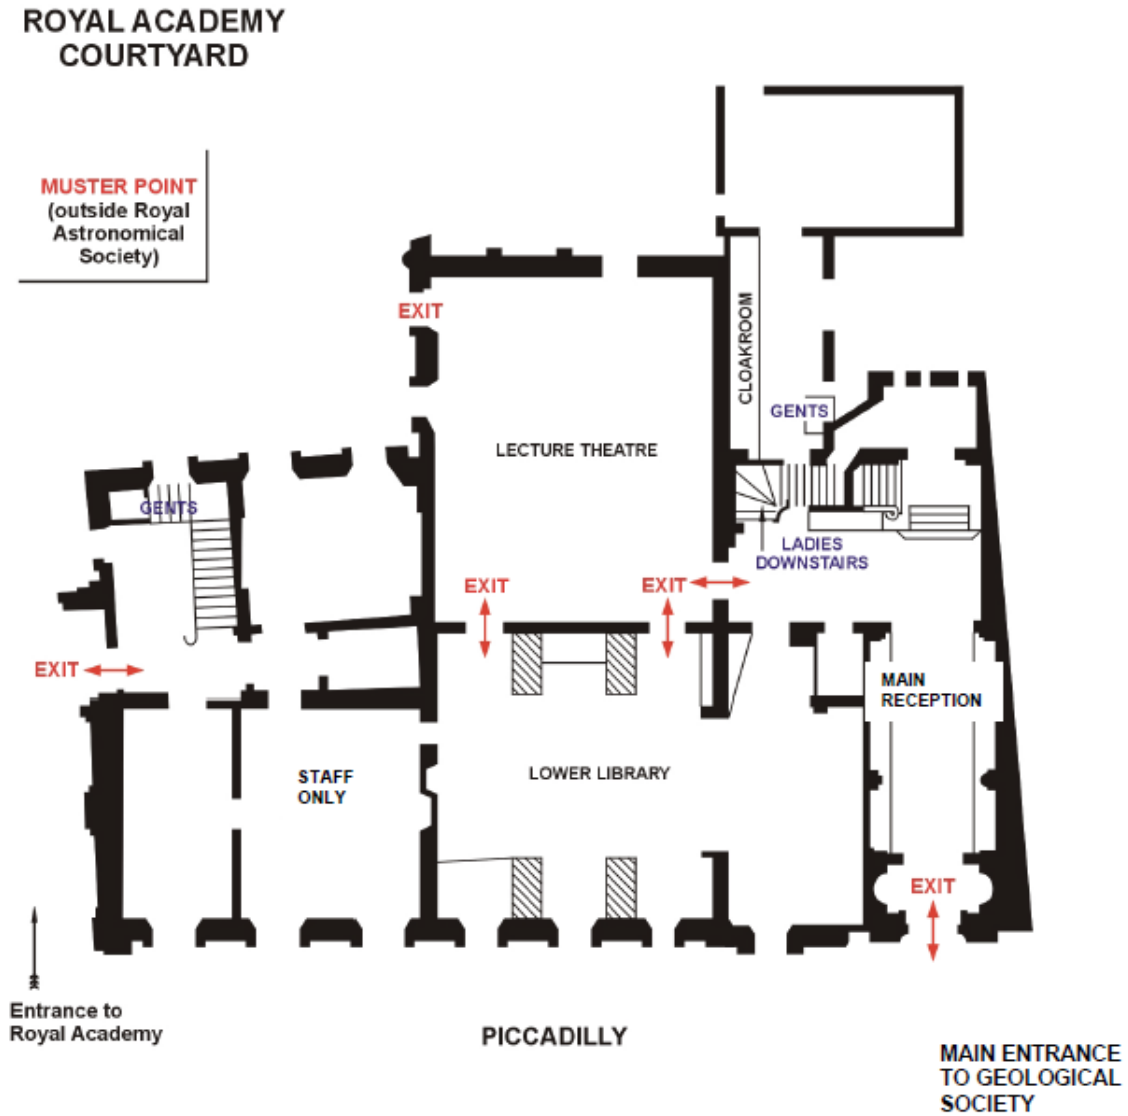 ROYAL ACADEMY
COURTYARD
MUSTER POINT
(outside Royal
Astronomical
Society)
EXIT
CLOAKROOM
GENTS
LECTURE THEATRE
GENTS
LADIES
DOWNSTAIRS
EXIT
EXIT
EXIT
MAIN
RECEPTION
STAFF
ONLY
LOWER LIBRARY
EXIT
Entrance to
Royal Academy
PICCADILLY
MAIN ENTRANCE
TO GEOLOGICAL
SOCIETY